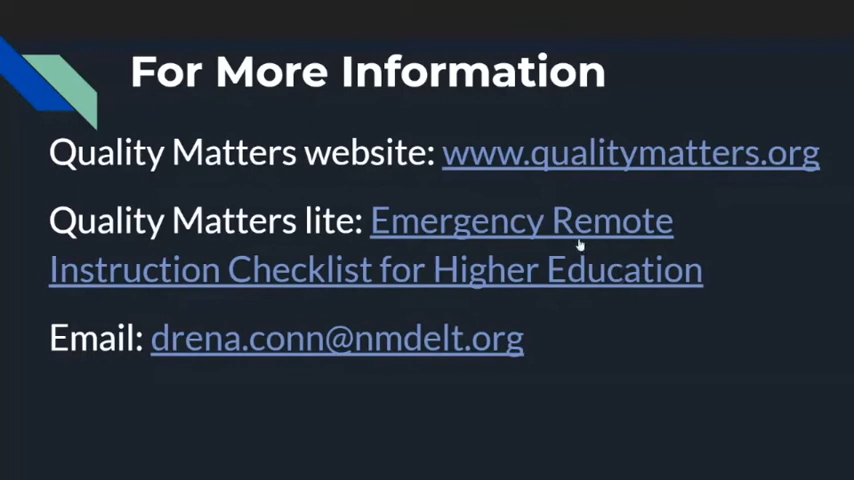 For More Information
Quality Matters website: www.qualitymatters.org
Quality Matters lite: Emergency Remote
Instruction Checklist for Higher Education
Email: drena.conn@nmdelt.org